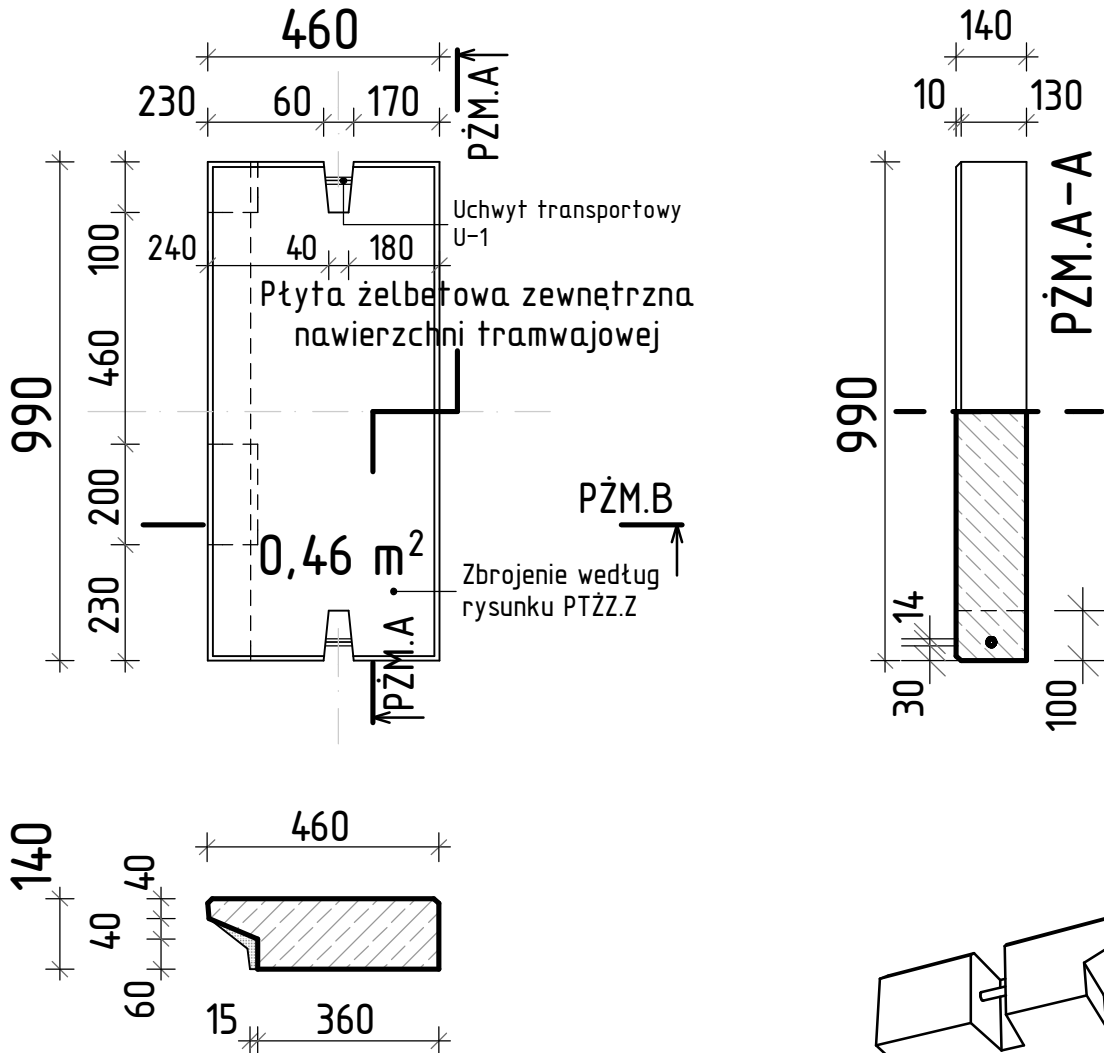 460
140
230
60
170
PŻM.A
10
130
PŻM.A-A
Uchwyt transportowy
U-1
100
240
40
180
Płyta żelbetowa zewnętrzna
nawierzchni tramwajowej
460
990
990
200
PŻM.B
0,46 m²
Zbrojenie według
rysunku PTŻZ.Z
230
14
PŻM.A
30
100
140
460
40
40
60
15
360